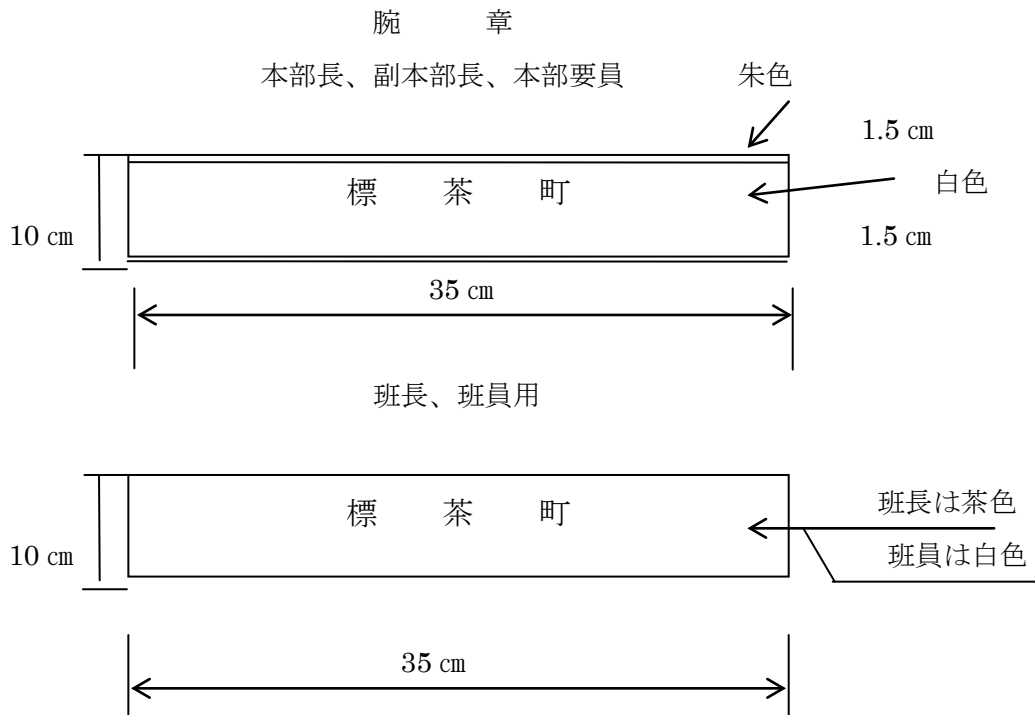 腕　　章
本部長、副本部長、本部要員　　　朱色
1.5 ㎝
標　　茶　　町
白色
10 ㎝
1.5 ㎝
35 ㎝
班長、班員用
標　　茶　　町
班長は茶色
10 ㎝
班員は白色
35 ㎝